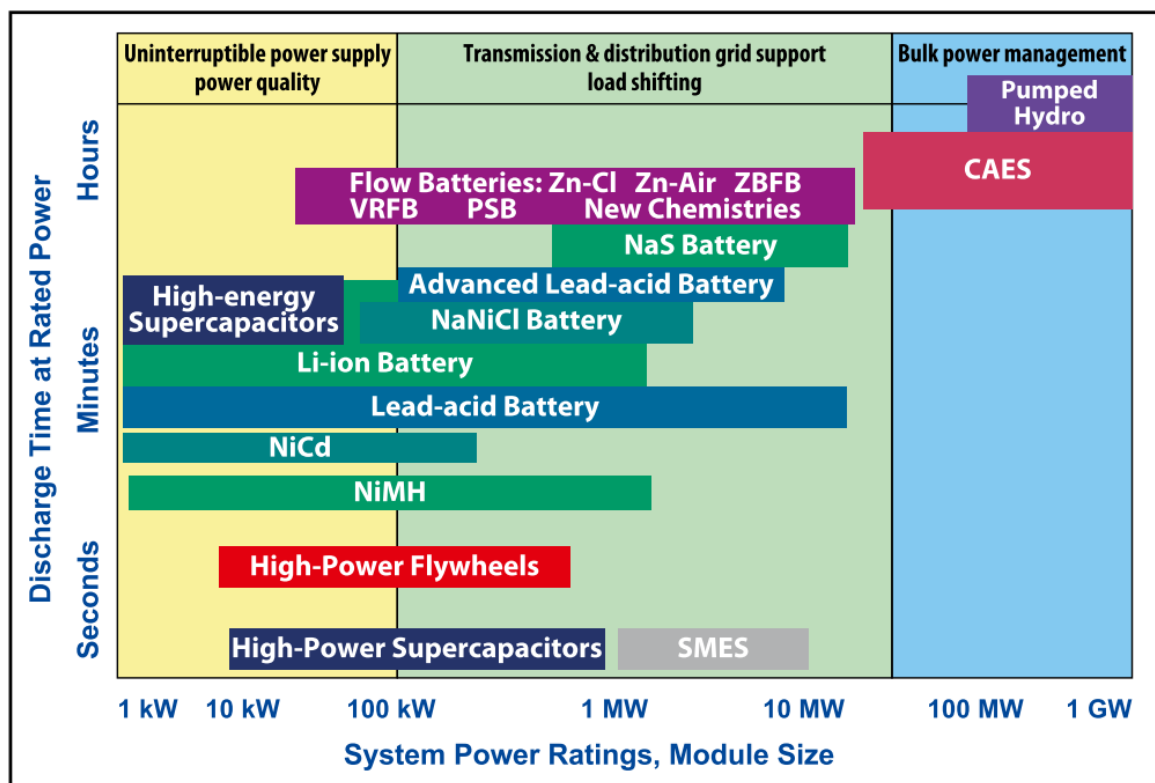 Uninterruptible power supply
power quality
Transmission & distribution grid support
load shifting
Bulk power management
Pumped
Hydro
CAES
Flow Batteries: Zn-Cl Zn-Air ZBFB
VRFB PSB New Chemistries
NaS Battery
Advanced Lead-acid Battery
High-energy
Supercapacitors
NaNiCl Battery
Li-ion Battery
Lead-acid Battery
NiCd
NiMH
High-Power Flywheels
High-Power Supercapacitors
SMES
Discharge Time at Rated Power
Hours
Minutes
Seconds
1 kW 10 kW 100 kW 1 MW 10 MW 100 MW 1 GW
System Power Ratings, Module Size